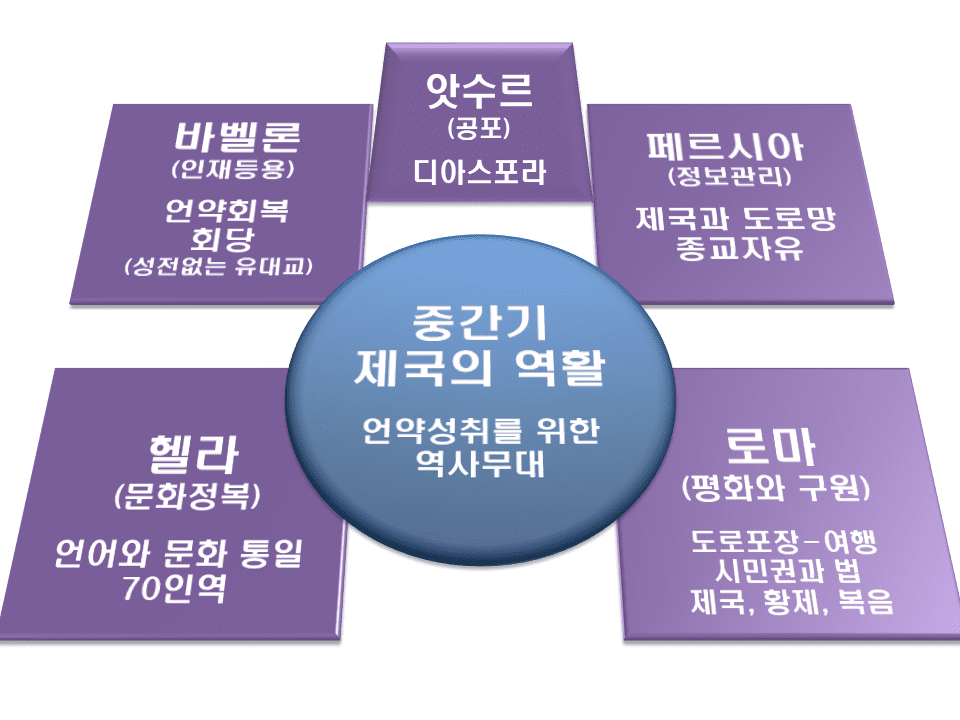 앗수르
(공포)
디아스포라
바벨론
(인재등용)
언약회복
회당
(성전없는 유대교)
페르시아
(정보관리)
제국과 도로망
종교자유
중간기
제국의 역활
언약성취를 위한
역사무대
헬라
(문화정복)
언어와 문화 통일
70인역
로마
(평화와 구원)
도로포장-여행
시민권과 법
제국, 황제, 복음